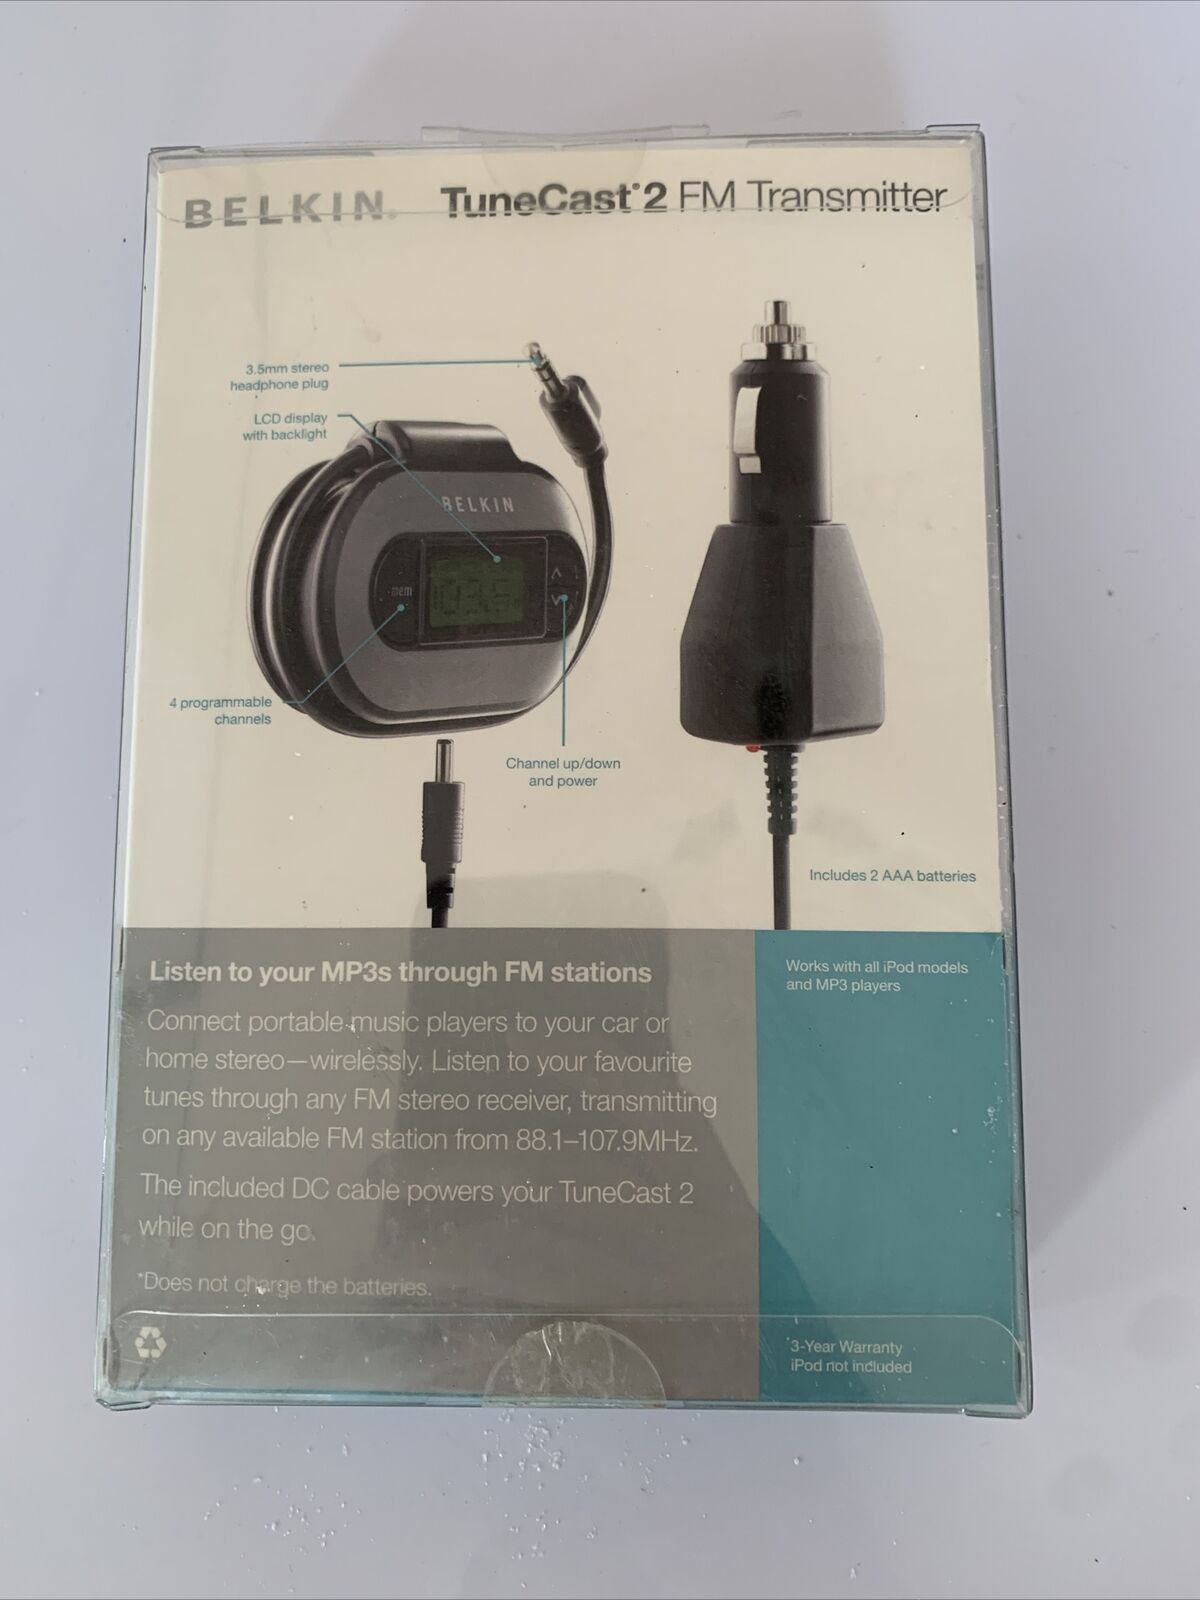 BELKIN®
TuneCast®2 FM Transmitter
3.5mm stereo
headphone plug
LCD display
with backlight
BELKIN
mem
4 programmable
channels
Channel up/down
and power
Includes 2 AAA batteries
Listen to your MP3s through FM stations
Connect portable music players to your car or
home stereo—wirelessly. Listen to your favourite
tunes through any FM stereo receiver, transmitting
on any available FM station from 88.1–107.9MHz.
The included DC cable powers your TuneCast 2
while on the go.
*Does not charge the batteries.
Works with all iPod models
and MP3 players
*3-Year Warranty
iPod not included